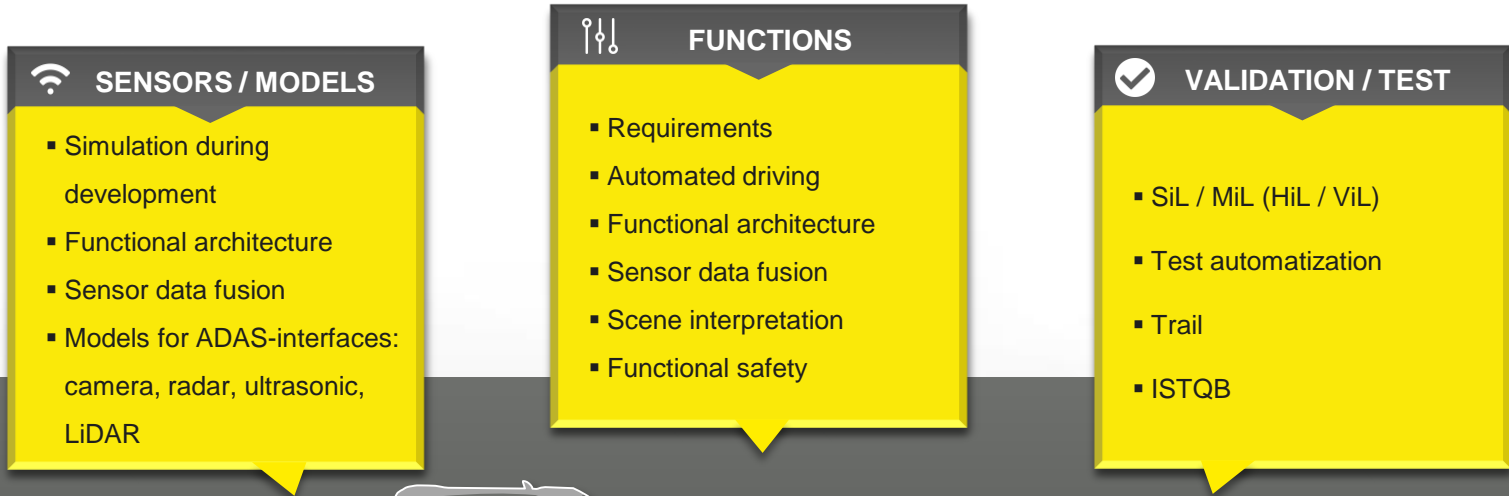 SENSORS / MODELS
▪ Simulation during
development
▪ Functional architecture
▪ Sensor data fusion
▪ Models for ADAS-interfaces:
camera, radar, ultrasonic,
LiDAR
FUNCTIONS
▪ Requirements
▪ Automated driving
▪ Functional architecture
▪ Sensor data fusion
▪ Scene interpretation
▪ Functional safety
VALIDATION / TEST
▪ SiL / MiL (HiL / ViL)
▪ Test automatization
▪ Trail
▪ ISTQB